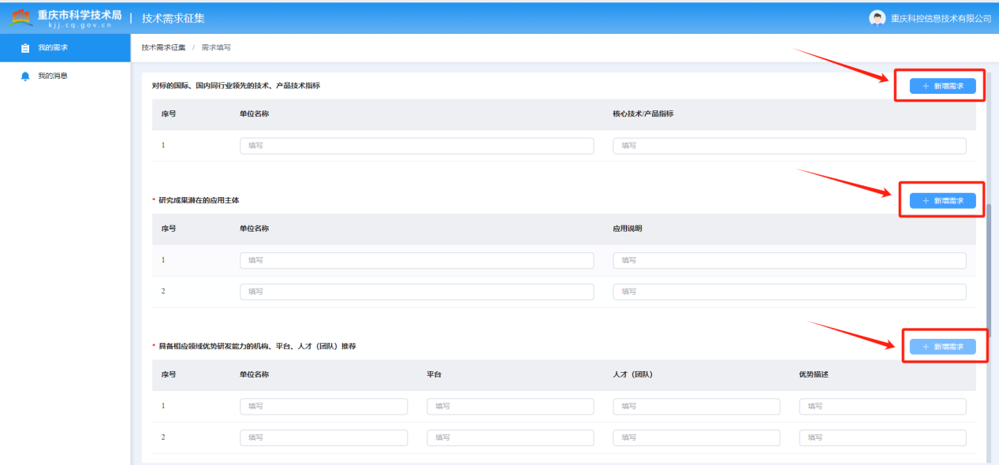 重庆市科学技术局 | 技术需求征集 重庆科控信息技术有限公司
kjj.cq.gov.cn
我的需求 技术需求征集 / 需求填写
我的消息
对标的国际、国内同行业领先的技术、产品技术指标 + 新增需求
序号 单位名称 核心技术/产品指标
1 填写 填写
* 研究成果潜在的应用主体 + 新增需求
序号 单位名称 应用说明
1 填写 填写
2 填写 填写
* 具备相应领域优势研发能力的机构、平台、人才（团队）推荐 + 新增需求
序号 单位名称 平台 人才（团队） 优势描述
1 填写 填写 填写 填写
2 填写 填写 填写 填写